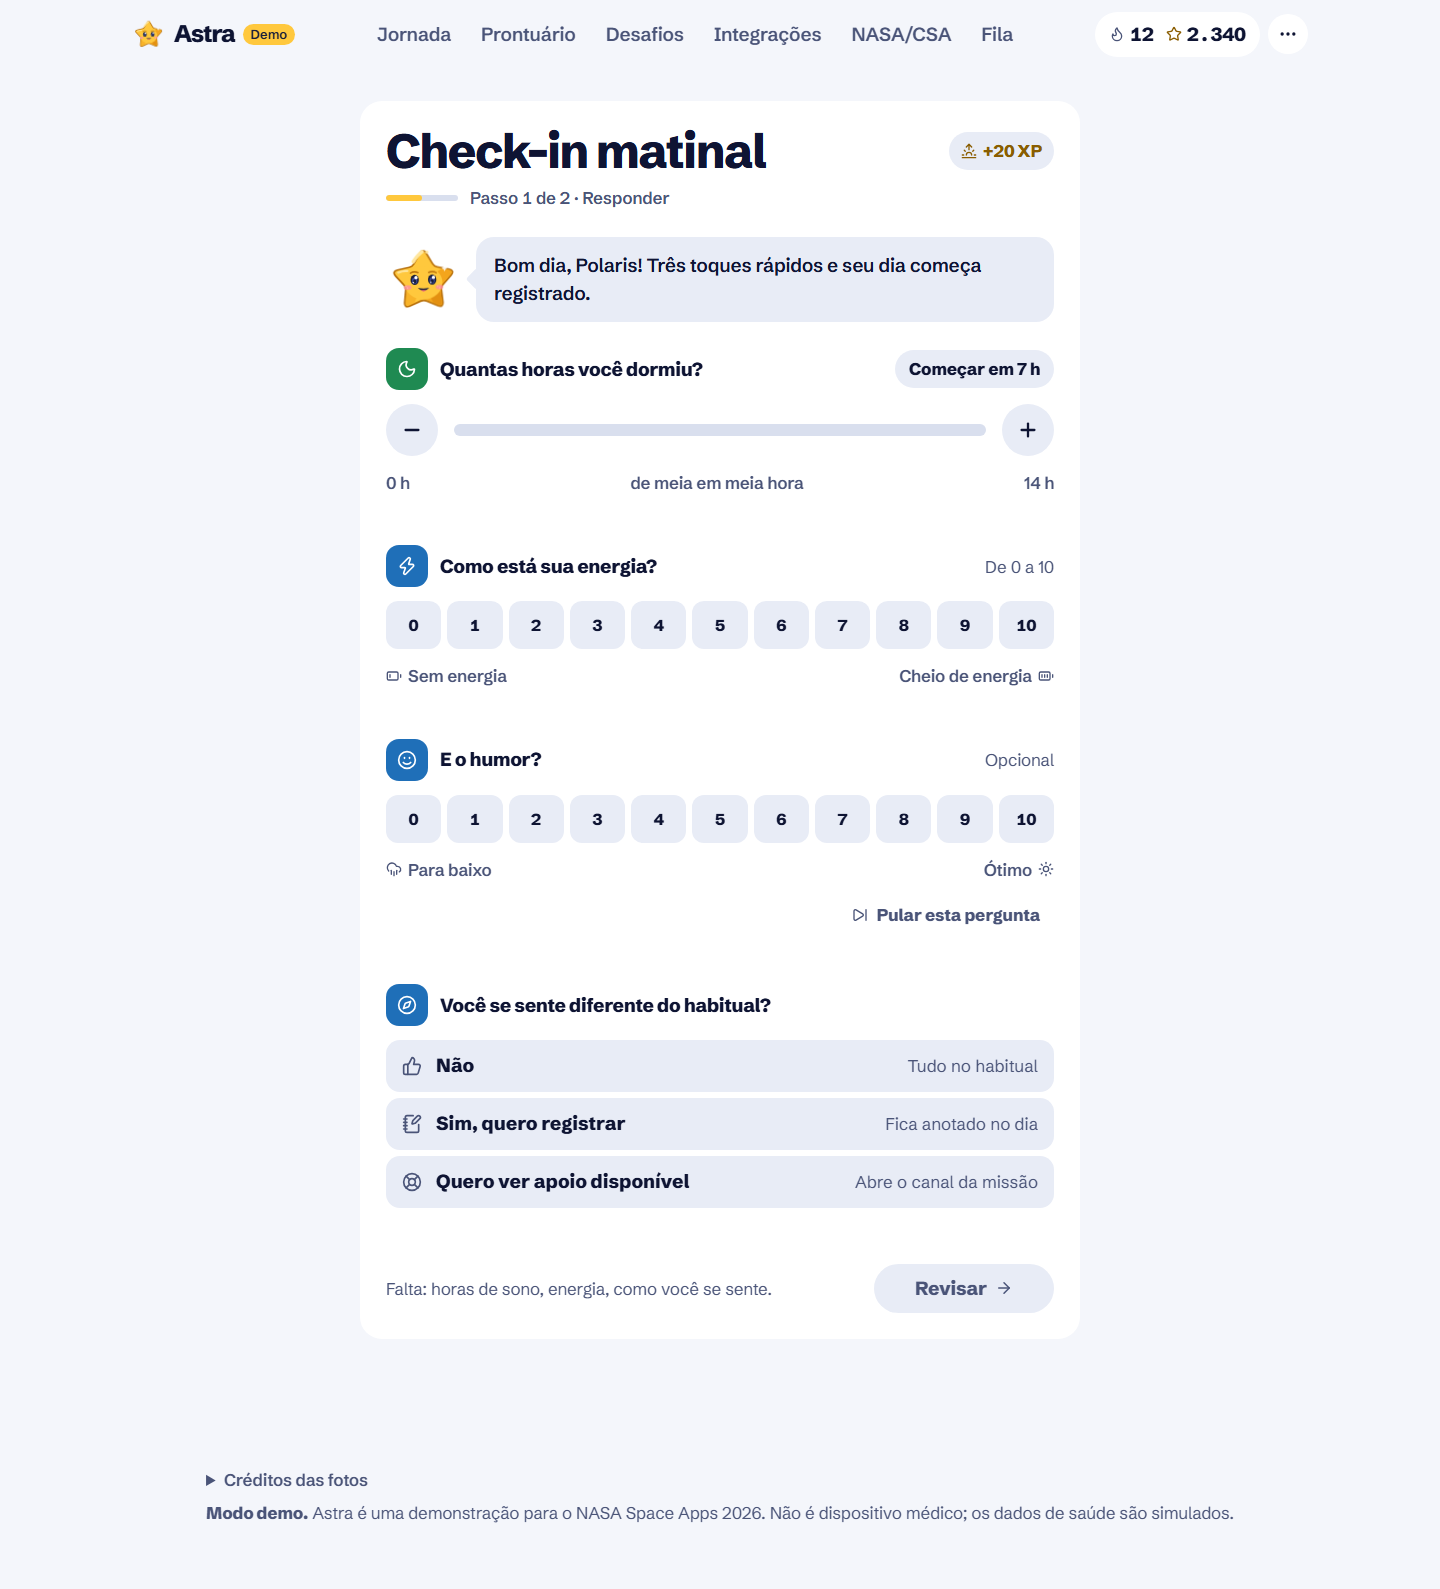 Astra Demo Jornada Prontuário Desafios Integrações NASA/CSA Fila 12 2.340
Check-in matinal +20 XP
Passo 1 de 2 · Responder
Bom dia, Polaris! Três toques rápidos e seu dia começa
registrado.
Quantas horas você dormiu? Começar em 7 h
0 h de meia em meia hora 14 h
Como está sua energia? De 0 a 10
0 1 2 3 4 5 6 7 8 9 10
Sem energia Cheio de energia
E o humor? Opcional
0 1 2 3 4 5 6 7 8 9 10
Para baixo Ótimo
Pular esta pergunta
Você se sente diferente do habitual?
Não Tudo no habitual
Sim, quero registrar Fica anotado no dia
Quero ver apoio disponível Abre o canal da missão
Falta: horas de sono, energia, como você se sente. Revisar
Créditos das fotos
Modo demo. Astra é uma demonstração para o NASA Space Apps 2026. Não é dispositivo médico; os dados de saúde são simulados.